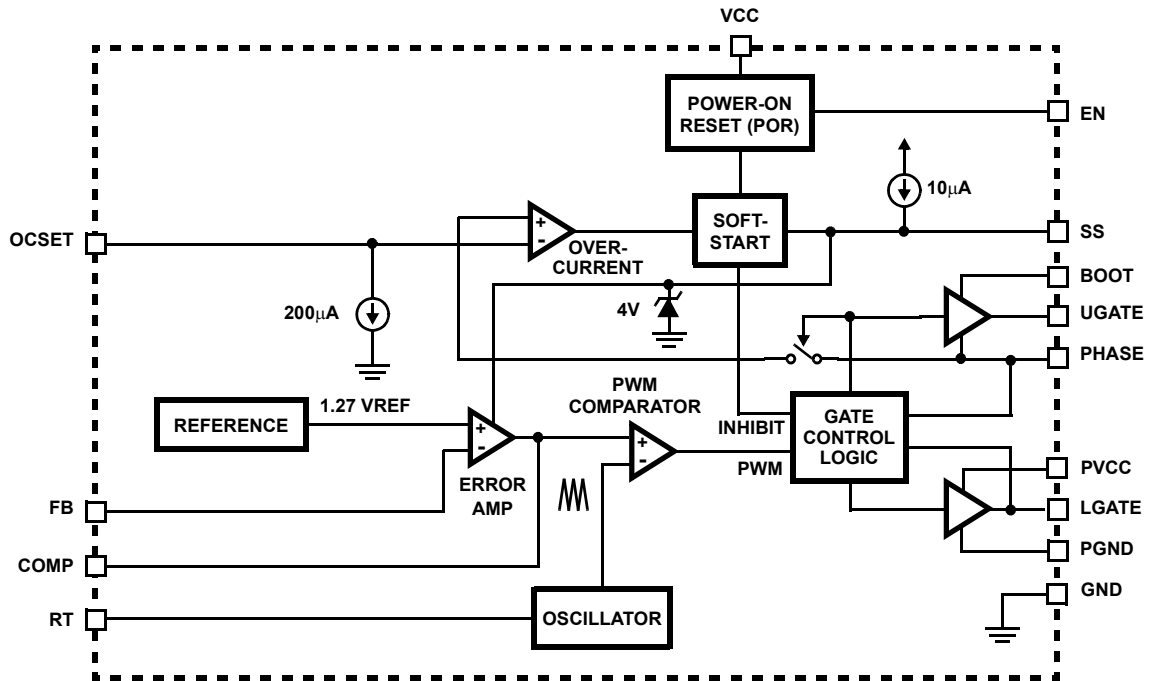 VCC
POWER-ON
RESET (POR)
EN
10µA
OCSET
+
-
OVER-
CURRENT
SOFT-
START
SS
BOOT
200µA
4V
UGATE
PHASE
REFERENCE
1.27 VREF
+
-
ERROR
AMP
PWM
COMPARATOR
+
-
INHIBIT
PWM
GATE
CONTROL
LOGIC
PVCC
FB
LGATE
COMP
PGND
GND
RT
OSCILLATOR